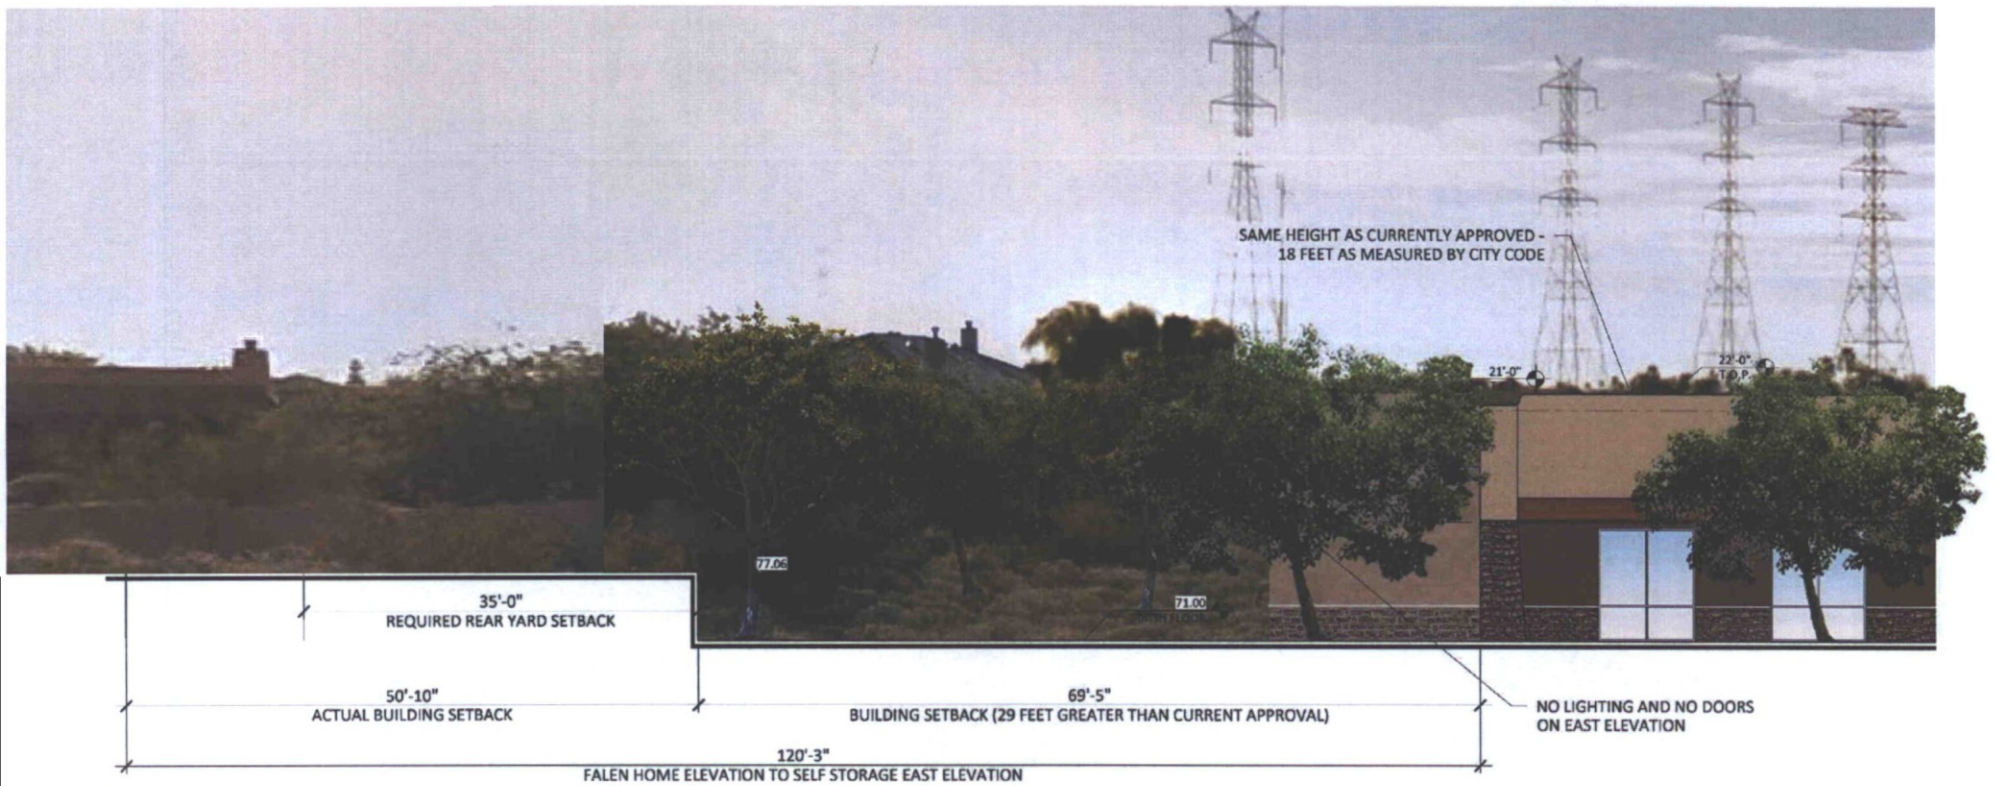 SAME HEIGHT AS CURRENTLY APPROVED -
18 FEET AS MEASURED BY CITY CODE
21'-0"
22'-0"
T.O.P.
77.06
71.00
FLOOR
35'-0"
REQUIRED REAR YARD SETBACK
50'-10"
ACTUAL BUILDING SETBACK
69'-5"
BUILDING SETBACK (29 FEET GREATER THAN CURRENT APPROVAL)
NO LIGHTING AND NO DOORS
ON EAST ELEVATION
120'-3"
FALEN HOME ELEVATION TO SELF STORAGE EAST ELEVATION